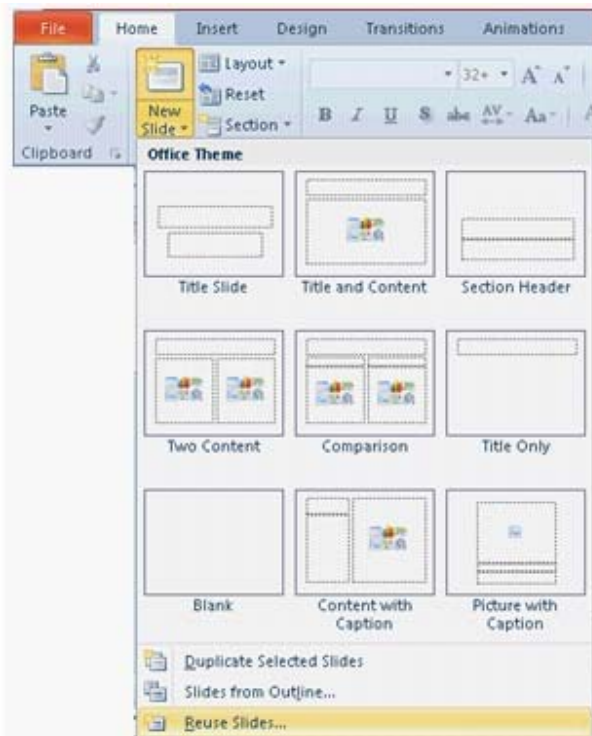 File Home Insert Design Transitions Animations
Layout
Reset
Section
Paste
New
Slide
32+ A A
B I U S abc AV Aa A
Clipboard
Office Theme
Title Slide Title and Content Section Header
Two Content Comparison Title Only
Blank Content with Caption Picture with Caption
Duplicate Selected Slides
Slides from Outline...
Reuse Slides...